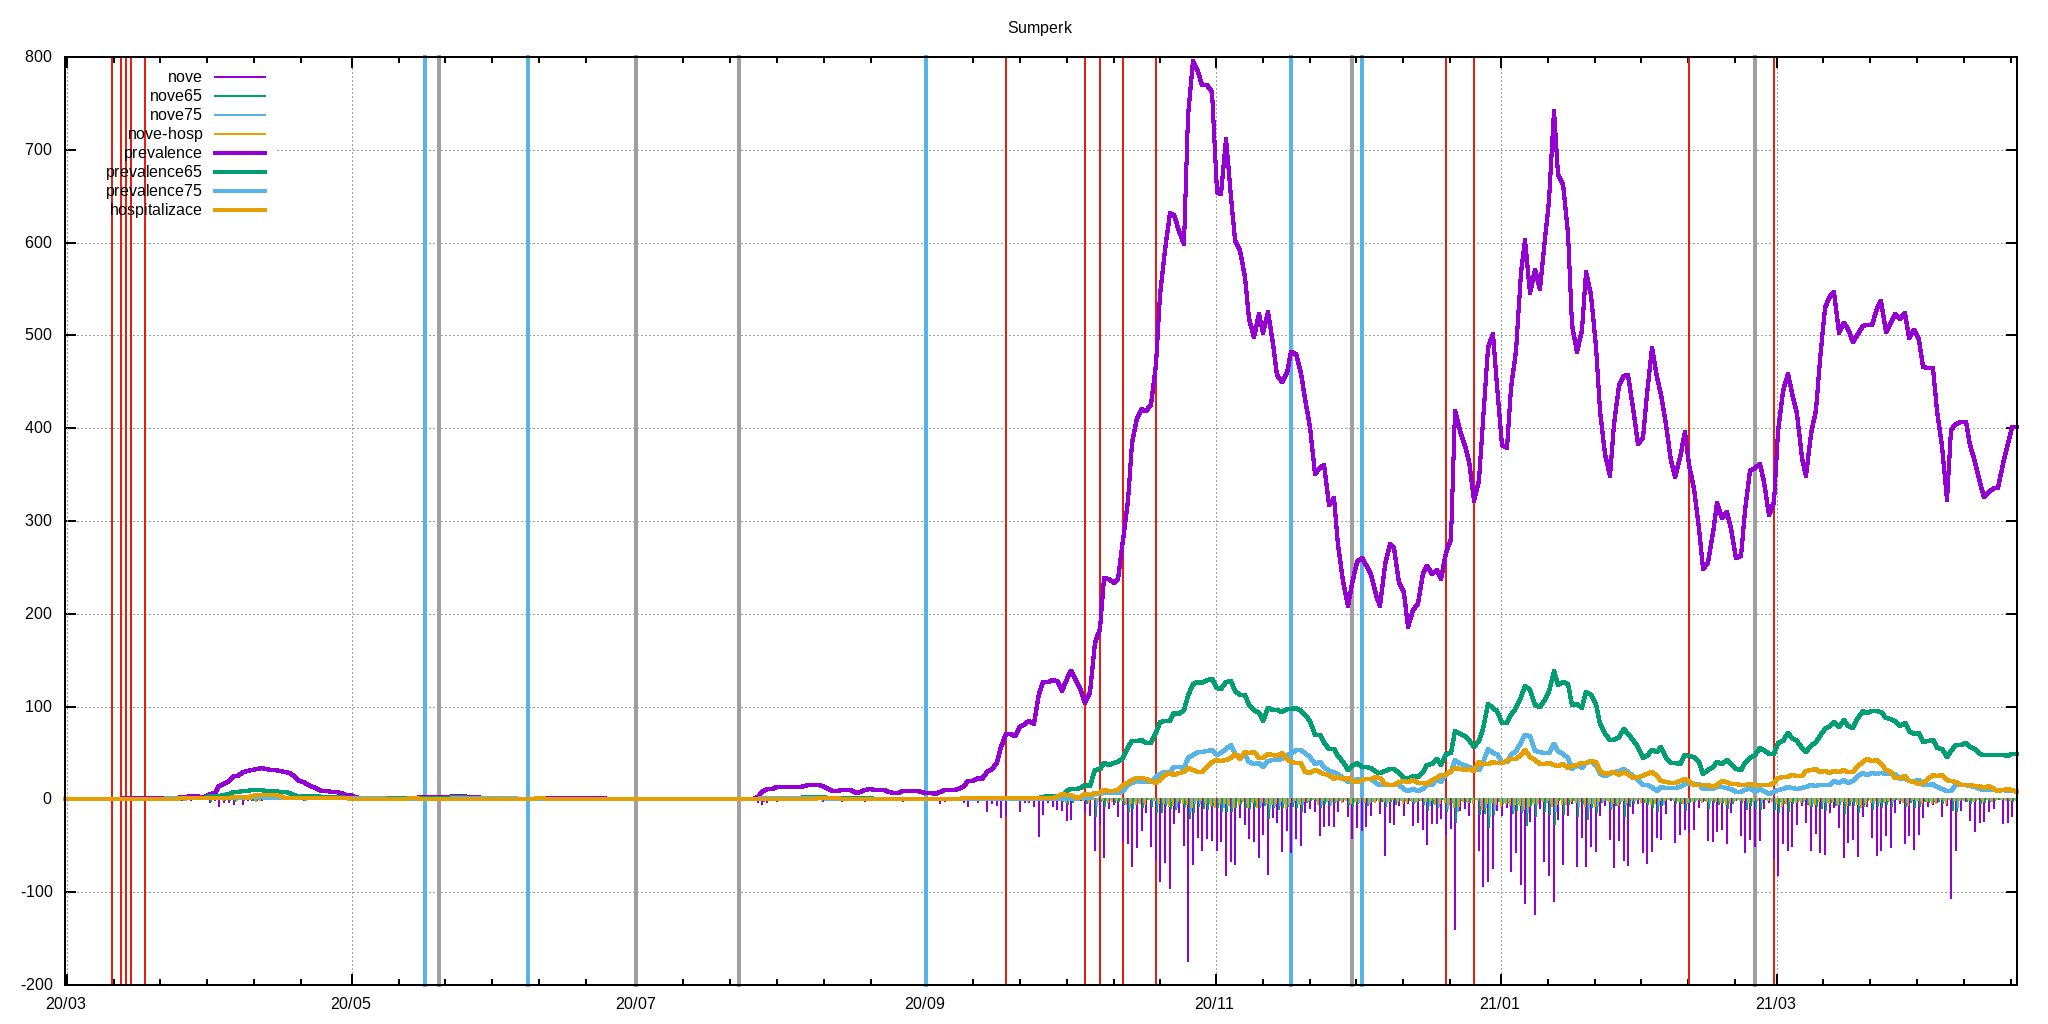 Sumperk
800
700
600
500
400
300
200
100
0
-100
-200
nove
nove65
nove75
nove-hosp
prevalence
prevalence65
prevalence75
hospitalizace
20/03
20/05
20/07
20/09
20/11
21/01
21/03